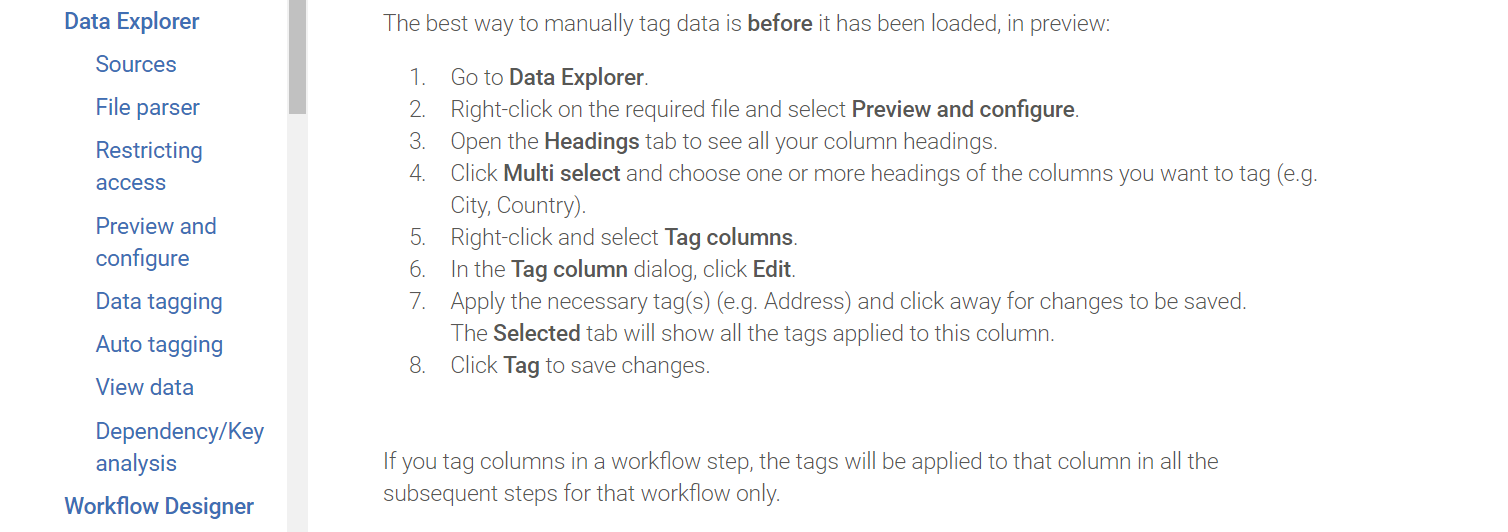 Data Explorer
Sources
File parser
Restricting
access
Preview and
configure
Data tagging
Auto tagging
View data
Dependency/Key
analysis
Workflow Designer
The best way to manually tag data is before it has been loaded, in preview:
1. Go to Data Explorer.
2. Right-click on the required file and select Preview and configure.
3. Open the Headings tab to see all your column headings.
4. Click Multi select and choose one or more headings of the columns you want to tag (e.g.
City, Country).
5. Right-click and select Tag columns.
6. In the Tag column dialog, click Edit.
7. Apply the necessary tag(s) (e.g. Address) and click away for changes to be saved.
The Selected tab will show all the tags applied to this column.
8. Click Tag to save changes.
If you tag columns in a workflow step, the tags will be applied to that column in all the
subsequent steps for that workflow only.